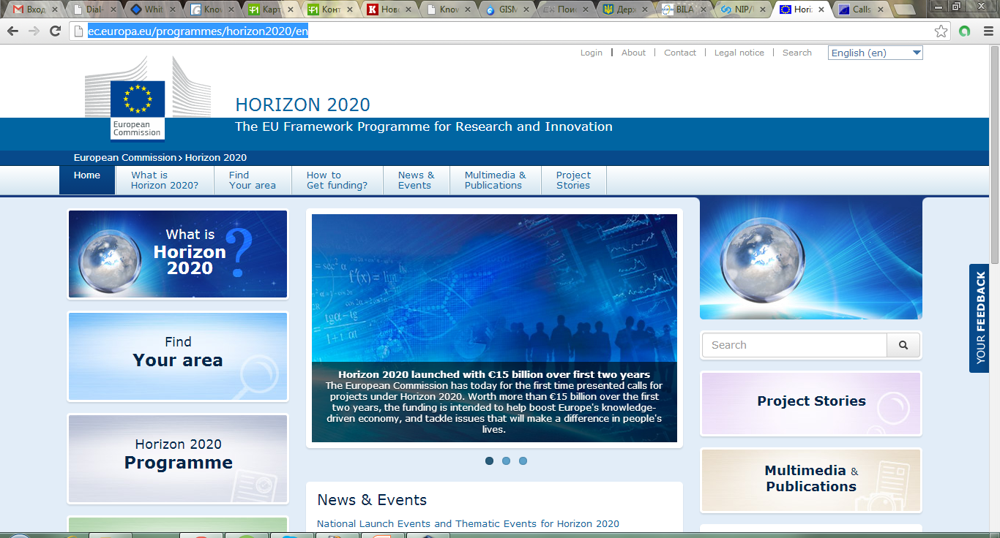 Вход
Dial-
Whit
Knov
Карт
Конт
Ново
Knov
GISM
Поис
Держ
BILA
NIP/
Hori
Calls
ec.europa.eu/programmes/horizon2020/en
Login | About | Contact | Legal notice | Search English (en)
European
Commission
HORIZON 2020
The EU Framework Programme for Research and Innovation
European Commission > Horizon 2020
Home
What is
Horizon 2020?
Find
Your area
How to
Get funding?
News &
Events
Multimedia &
Publications
Project
Stories
What is
Horizon
2020
?
Find
Your area
Horizon 2020
Programme
Horizon 2020 launched with €15 billion over first two years
The European Commission has today for the first time presented calls for
projects under Horizon 2020. Worth more than €15 billion over the first
two years, the funding is intended to help boost Europe's knowledge-
driven economy, and tackle issues that will make a difference in people's
lives.
News & Events
National Launch Events and Thematic Events for Horizon 2020
Search
Project Stories
Multimedia &
Publications
YOUR FEEDBACK